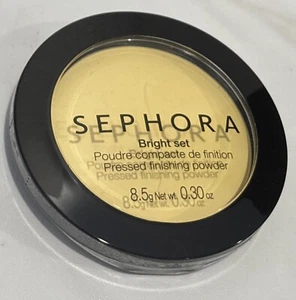 SEPHORA
Bright set
Poudre compacte de finition
Pressed finishing powder
8.5g Net wt. 0.30 oz